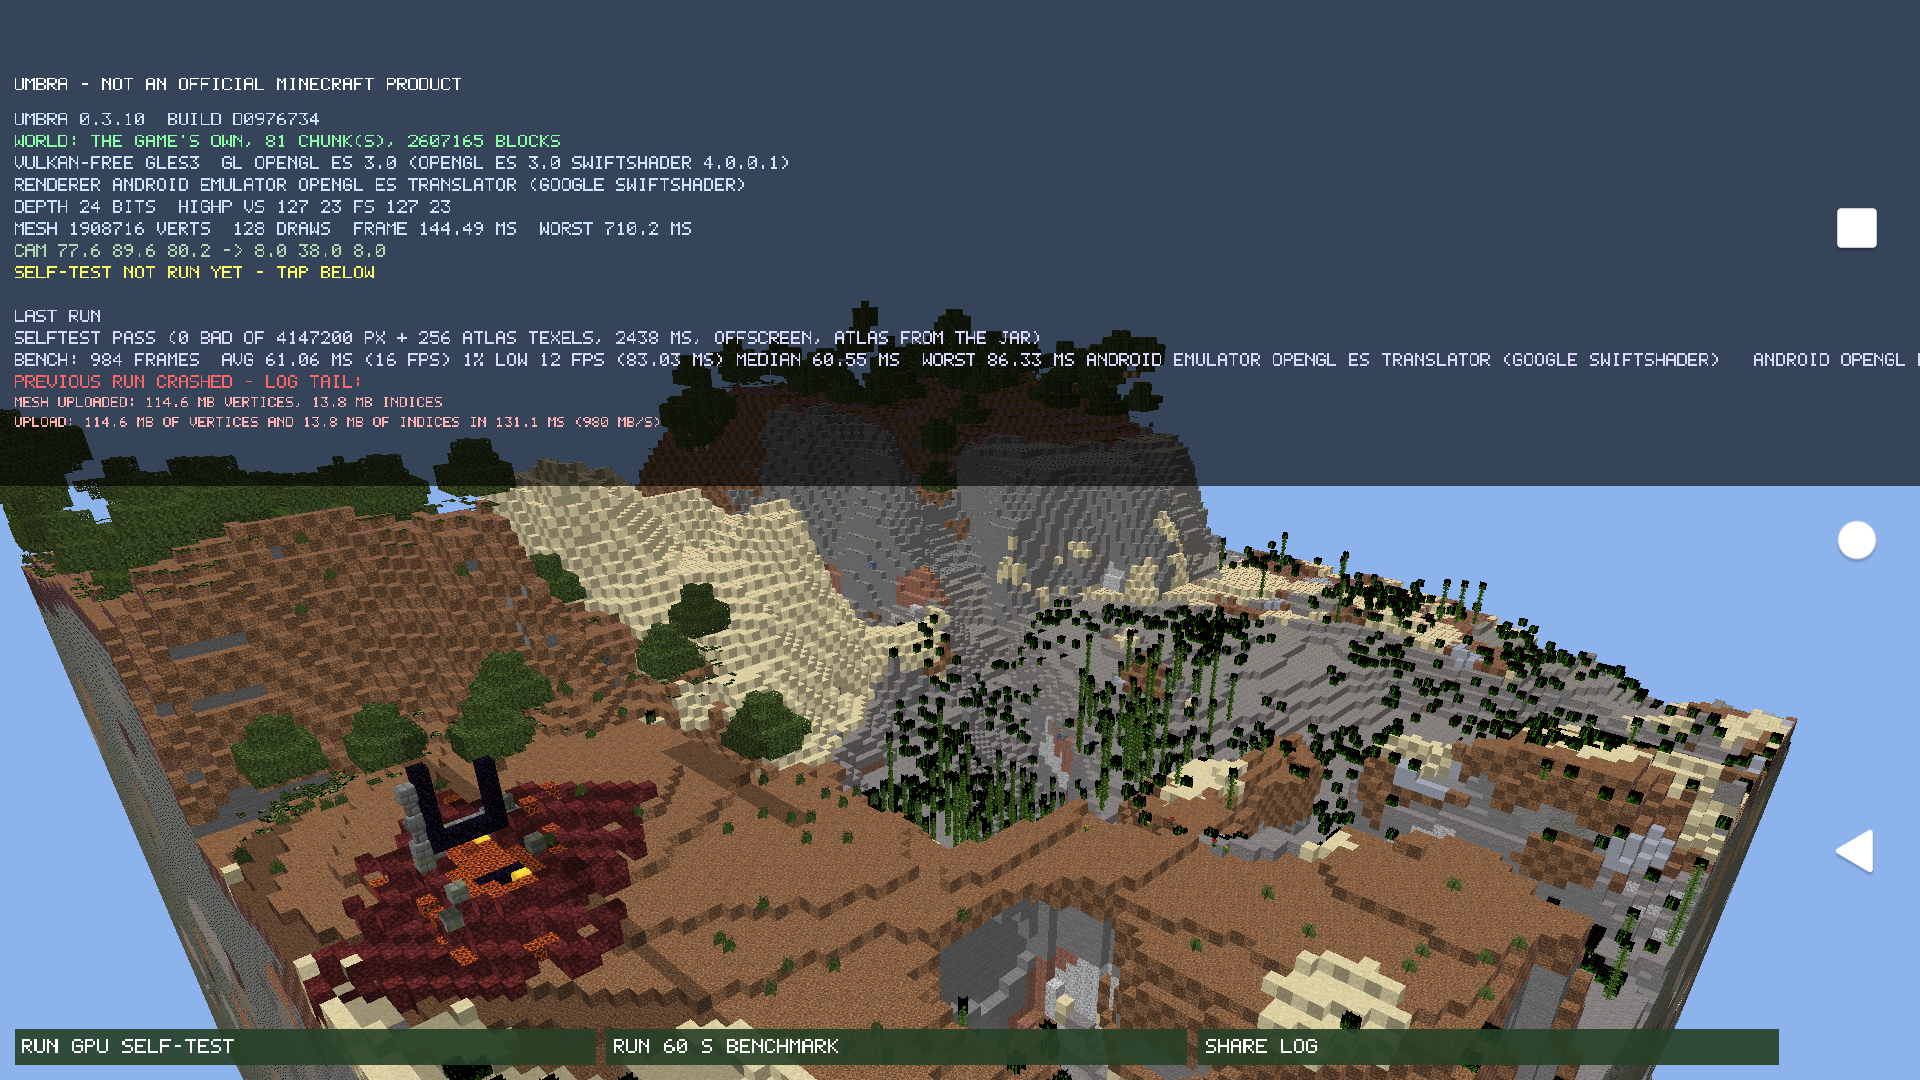 UMBRA - NOT AN OFFICIAL MINECRAFT PRODUCT
UMBRA 0.3.10 BUILD D0976734
WORLD: THE GAME'S OWN, 81 CHUNK(S), 2607165 BLOCKS
VULKAN-FREE GLES3 GL OPENGL ES 3.0 (OPENGL ES 3.0 SWIFTSHADER 4.0.0.1)
RENDERER ANDROID EMULATOR OPENGL ES TRANSLATOR (GOOGLE SWIFTSHADER)
DEPTH 24 BITS HIGHP VS 127 23 FS 127 23
MESH 1908716 VERTS 128 DRAWS FRAME 144.49 MS WORST 710.2 MS
CAM 77.6 89.6 80.2 -> 8.0 38.0 8.0
SELF-TEST NOT RUN YET - TAP BELOW
LAST RUN
SELFTEST PASS (0 BAD OF 4147200 PX + 256 ATLAS TEXELS, 2438 MS, OFFSCREEN, ATLAS FROM THE JAR)
BENCH: 984 FRAMES AVG 61.06 MS (16 FPS) 1% LOW 12 FPS (83.03 MS) MEDIAN 60.55 MS WORST 86.33 MS ANDROID EMULATOR OPENGL ES TRANSLATOR (GOOGLE SWIFTSHADER) ANDROID OPENGL
PREVIOUS RUN CRASHED - LOG TAIL:
MESH UPLOADED: 114.6 MB VERTICES, 13.8 MB INDICES
UPLOAD: 114.6 MB OF VERTICES AND 13.8 MB OF INDICES IN 131.1 MS (980 MB/S)
RUN GPU SELF-TEST
RUN 60 S BENCHMARK
SHARE LOG